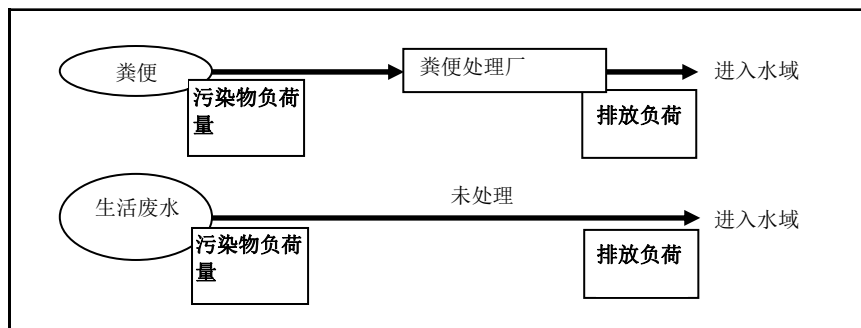 粪便
粪便处理厂
进入水域
污染物负荷
量
排放负荷
生活废水
未处理
进入水域
污染物负荷
量
排放负荷